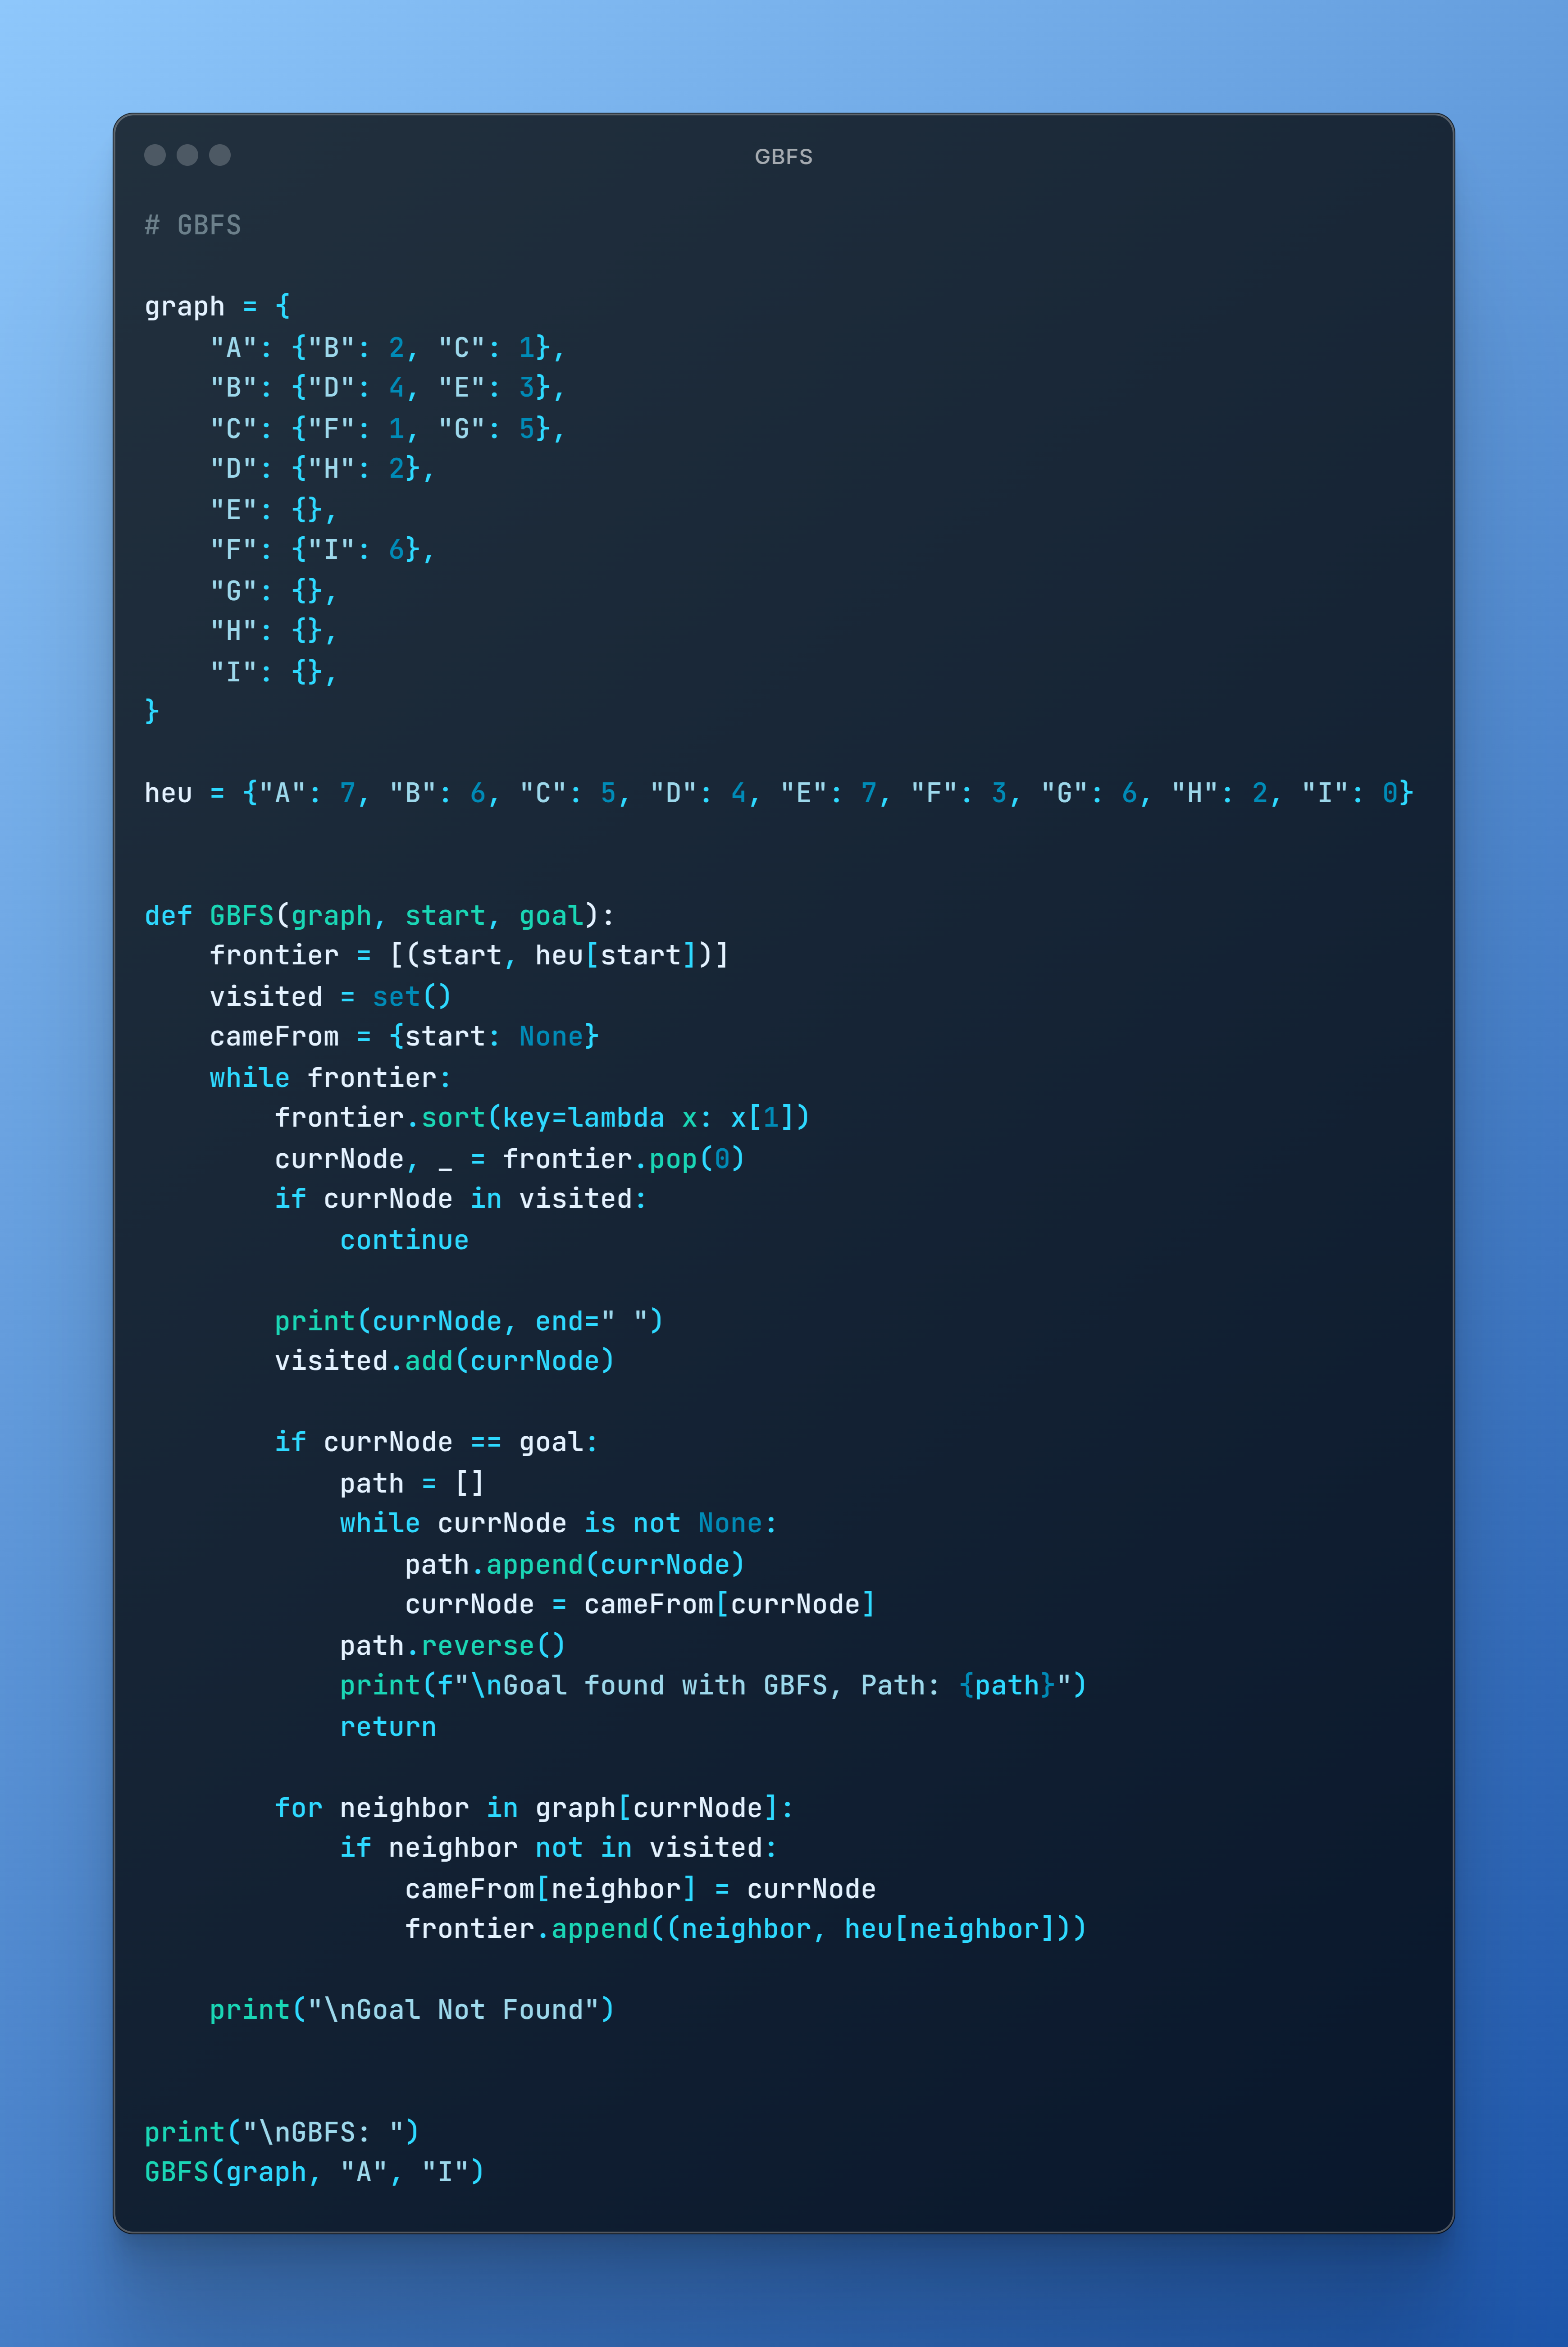 GBFS
# GBFS
graph = {
    "A": {"B": 2, "C": 1},
    "B": {"D": 4, "E": 3},
    "C": {"F": 1, "G": 5},
    "D": {"H": 2},
    "E": {},
    "F": {"I": 6},
    "G": {},
    "H": {},
    "I": {},
}
heu = {"A": 7, "B": 6, "C": 5, "D": 4, "E": 7, "F": 3, "G": 6, "H": 2, "I": 0}
def GBFS(graph, start, goal):
    frontier = [(start, heu[start])]
    visited = set()
    cameFrom = {start: None}
    while frontier:
        frontier.sort(key=lambda x: x[1])
        currNode, _ = frontier.pop(0)
        if currNode in visited:
            continue
        print(currNode, end=" ")
        visited.add(currNode)
        if currNode == goal:
            path = []
            while currNode is not None:
                path.append(currNode)
                currNode = cameFrom[currNode]
            path.reverse()
            print(f"\nGoal found with GBFS, Path: {path}")
            return
        for neighbor in graph[currNode]:
            if neighbor not in visited:
                cameFrom[neighbor] = currNode
                frontier.append((neighbor, heu[neighbor]))
    print("\nGoal Not Found")
print("\nGBFS: ")
GBFS(graph, "A", "I")